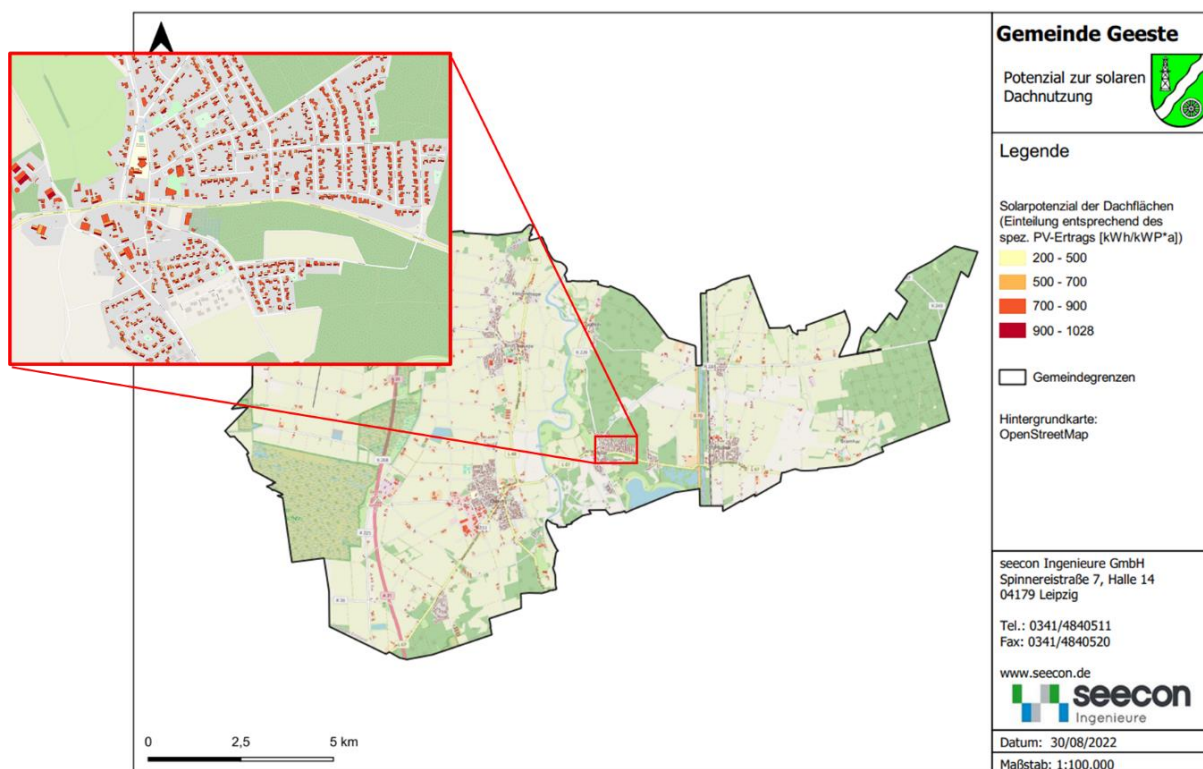 Gemeinde Geeste
Potenzial zur solaren
Dachnutzung
Legende
Solarpotenzial der Dachflächen
(Einteilung entsprechend des
spez. PV-Ertrags [kWh/kWP*a])
200 - 500
500 - 700
700 - 900
900 - 1028
Gemeindegrenzen
Hintergrundkarte:
OpenStreetMap
seecon Ingenieure GmbH
Spinnereistraße 7, Halle 14
04179 Leipzig
Tel.: 0341/4840511
Fax: 0341/4840520
www.seecon.de
seecon
Ingenieure
Datum: 30/08/2022
Maßstab: 1:100.000
0 2,5 5 km